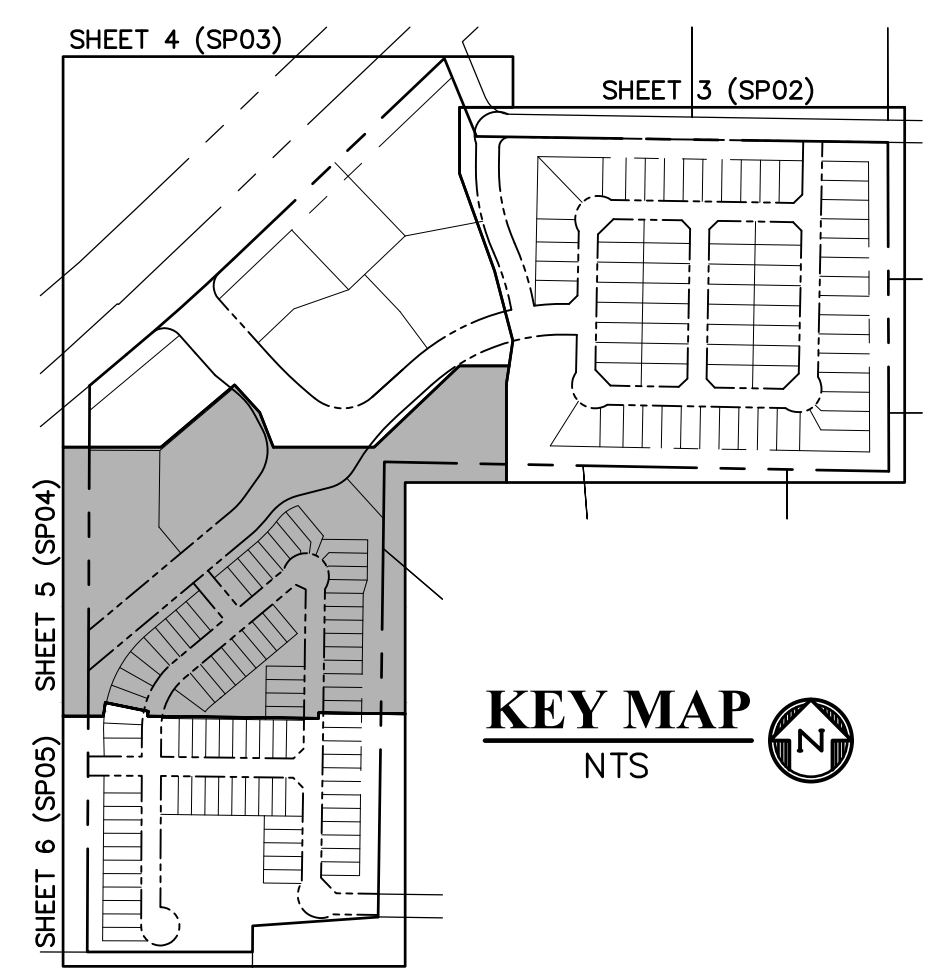 SHEET 4 (SP03)
SHEET 3 (SP02)
SHEET 5 (SP04)
SHEET 6 (SP05)
KEY MAP
NTS
N